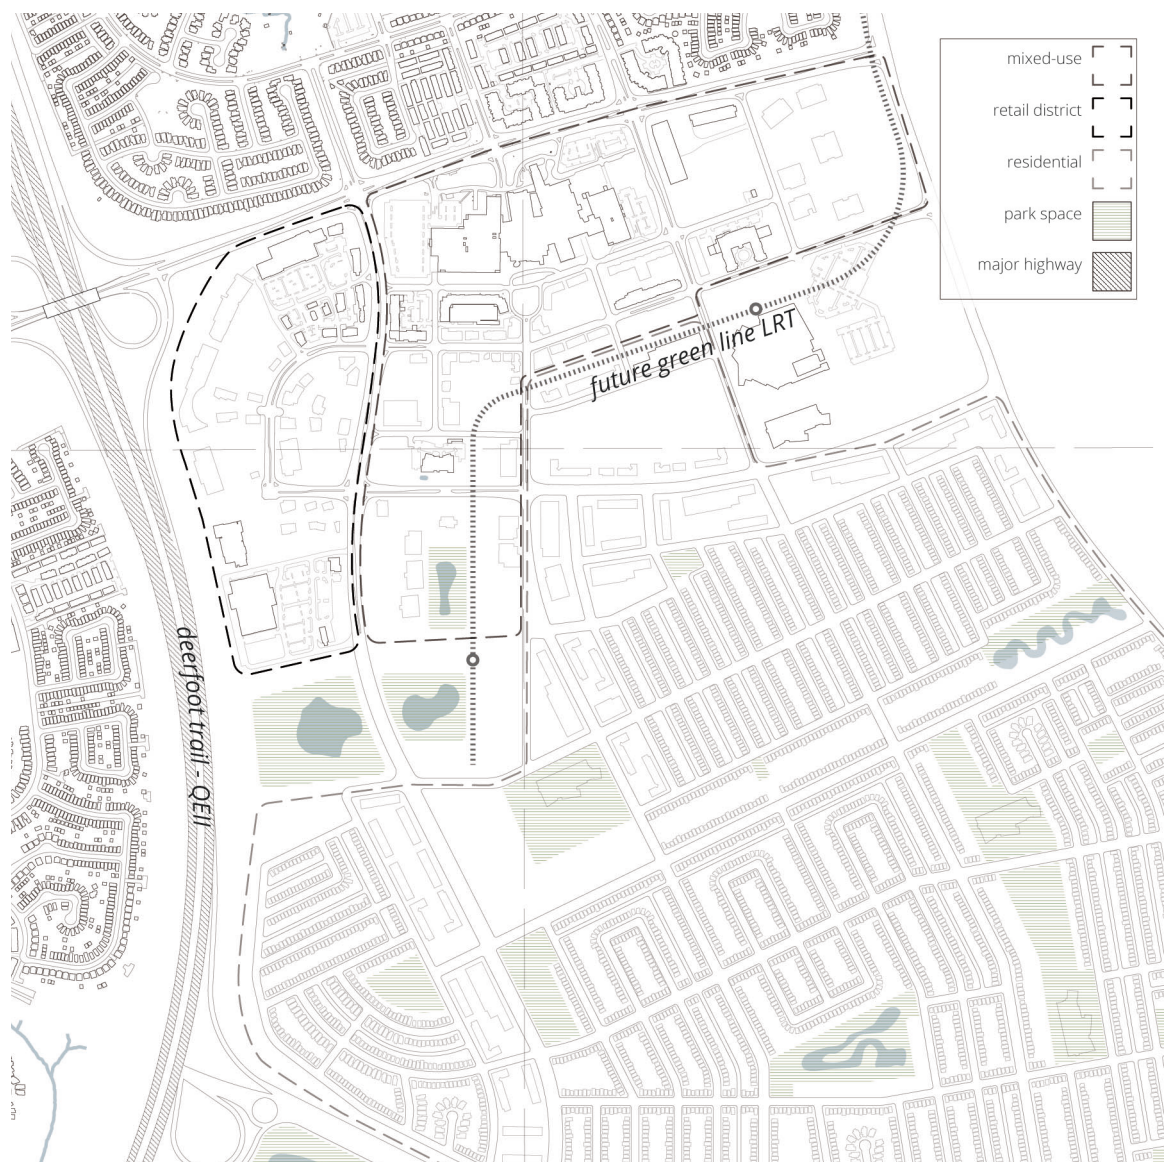 mixed-use
retail district
residential
park space
major highway
future green line LRT
deerfoot trail - QEII